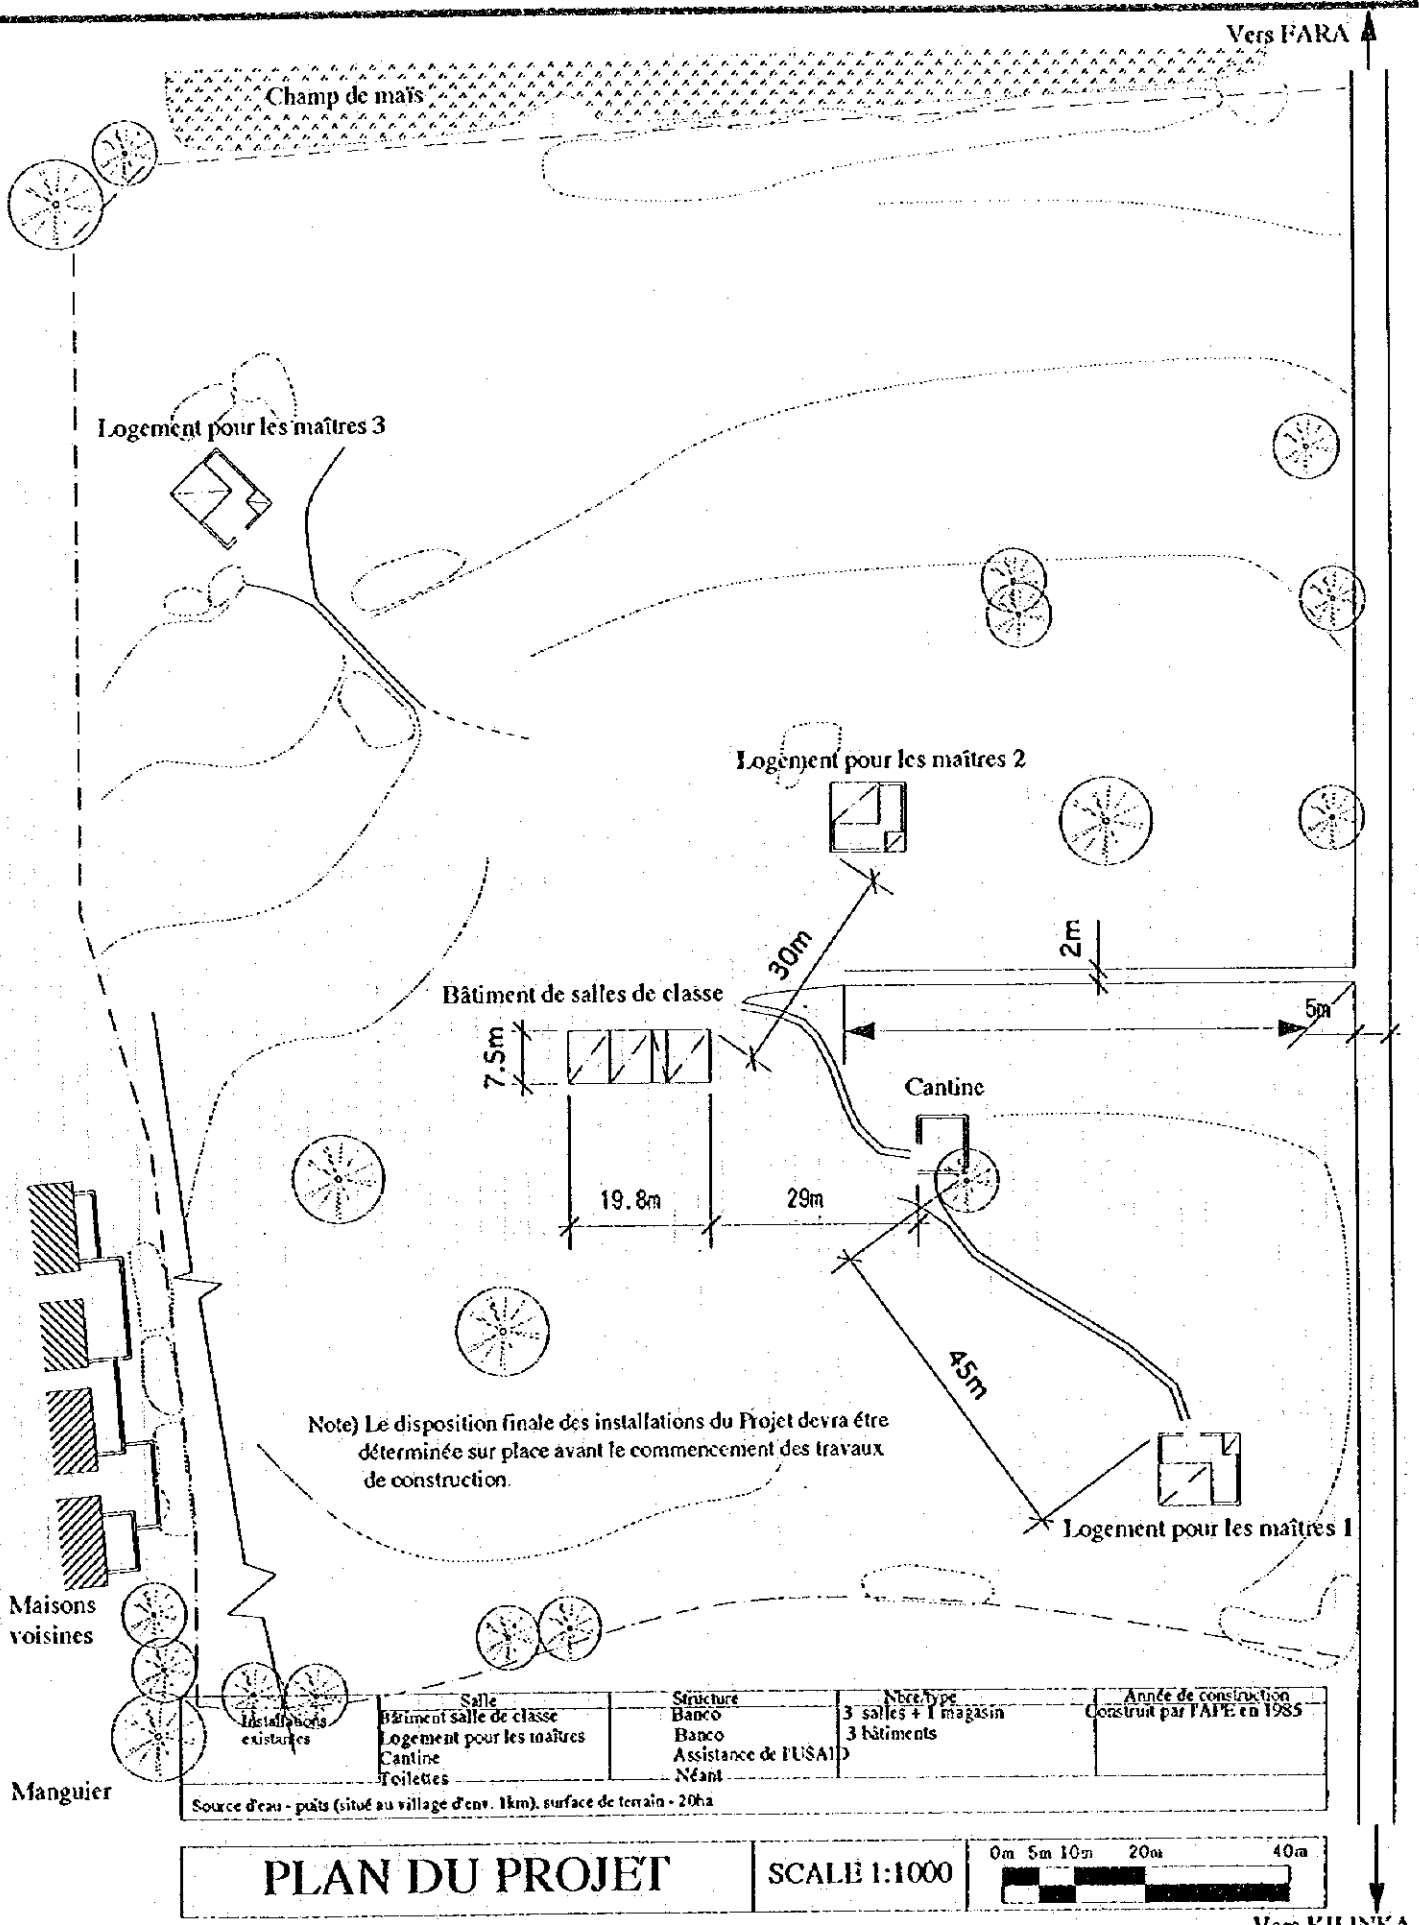 Vers FARA
Champ de maïs
Logement pour les maîtres 3
Logement pour les maîtres 2
2m
30m
Bâtiment de salles de classe
5m
7.5m
Cantine
19.8m
29m
45m
Note) Le disposition finale des installations du Projet devra être
déterminée sur place avant le commencement des travaux
de construction.
Logement pour les maîtres 1
Maisons
voisines
Manguier
Installations
existantes
Salle Structure Nbre/type Année de construction
Bâtiment salle de classe Banco 3 salles + 1 magasin Construit par l'APE en 1985
Logement pour les maîtres Banco 3 bâtiments
Cantine Assistance de l'USAID
Toilettes Néant
Source d'eau - puits (situé au village d'env. 1km), surface de terrain - 20ha
PLAN DU PROJET
SCALE 1:1000
0m 5m 10m 20m 40m
Vers